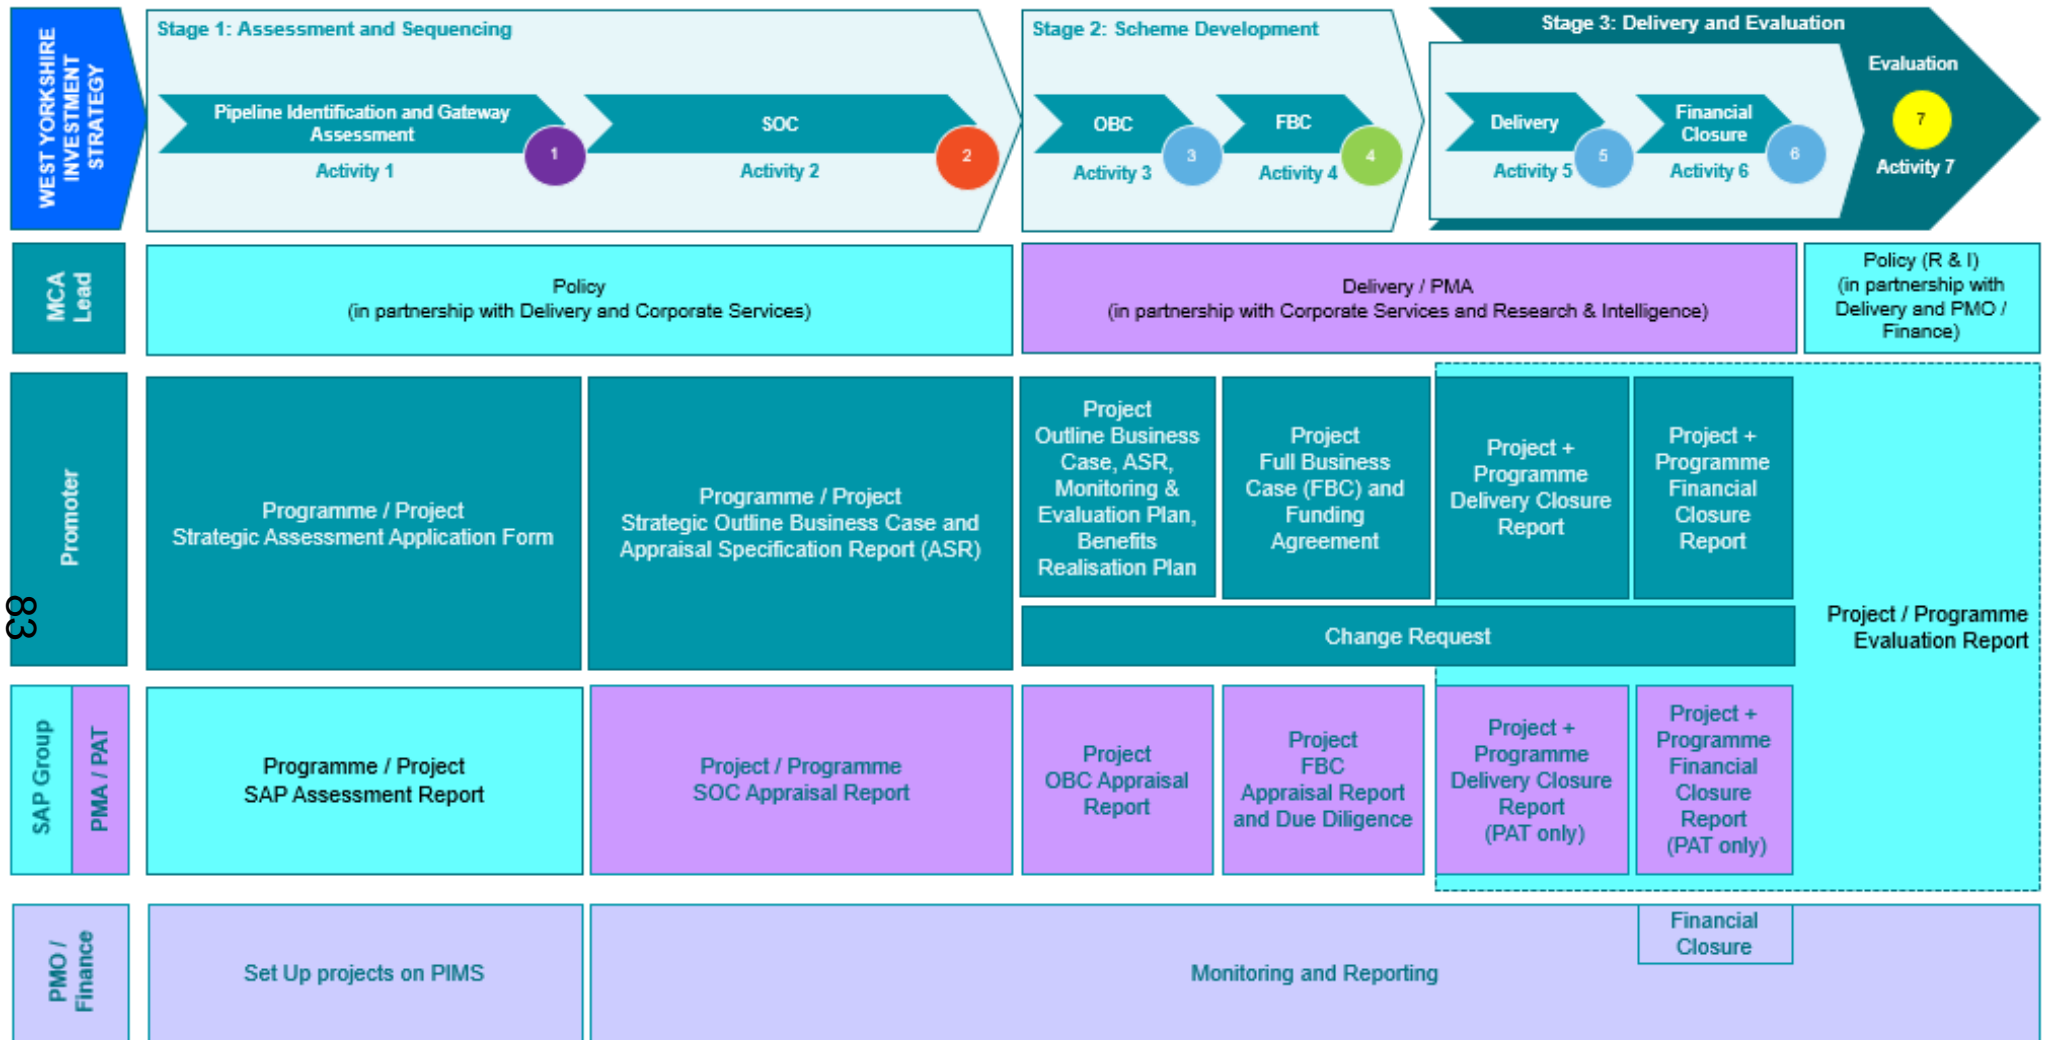 WEST YORKSHIRE
INVESTMENT
STRATEGY
Stage 1: Assessment and Sequencing
Pipeline Identification and Gateway
Assessment
1
Activity 1
SOC
2
Activity 2
Stage 2: Scheme Development
OBC
3
Activity 3
FBC
4
Activity 4
Stage 3: Delivery and Evaluation
Delivery
5
Activity 5
Financial
Closure
6
Activity 6
Evaluation
7
Activity 7
MCA
Lead
Policy
(in partnership with Delivery and Corporate Services)
Delivery / PMA
(in partnership with Corporate Services and Research & Intelligence)
Policy (R & I)
(in partnership with
Delivery and PMO /
Finance)
Promoter
Programme / Project
Strategic Assessment Application Form
Programme / Project
Strategic Outline Business Case and
Appraisal Specification Report (ASR)
Project
Outline Business
Case, ASR,
Monitoring &
Evaluation Plan,
Benefits
Realisation Plan
Project
Full Business
Case (FBC) and
Funding
Agreement
Project +
Programme
Delivery Closure
Report
Project +
Programme
Financial
Closure
Report
Change Request
Project / Programme
Evaluation Report
83
SAP Group
PMA / PAT
Programme / Project
SAP Assessment Report
Project / Programme
SOC Appraisal Report
Project
OBC Appraisal
Report
Project
FBC
Appraisal Report
and Due Diligence
Project +
Programme
Delivery Closure
Report
(PAT only)
Project +
Programme
Financial
Closure
Report
(PAT only)
PMO /
Finance
Set Up projects on PIMS
Monitoring and Reporting
Financial
Closure